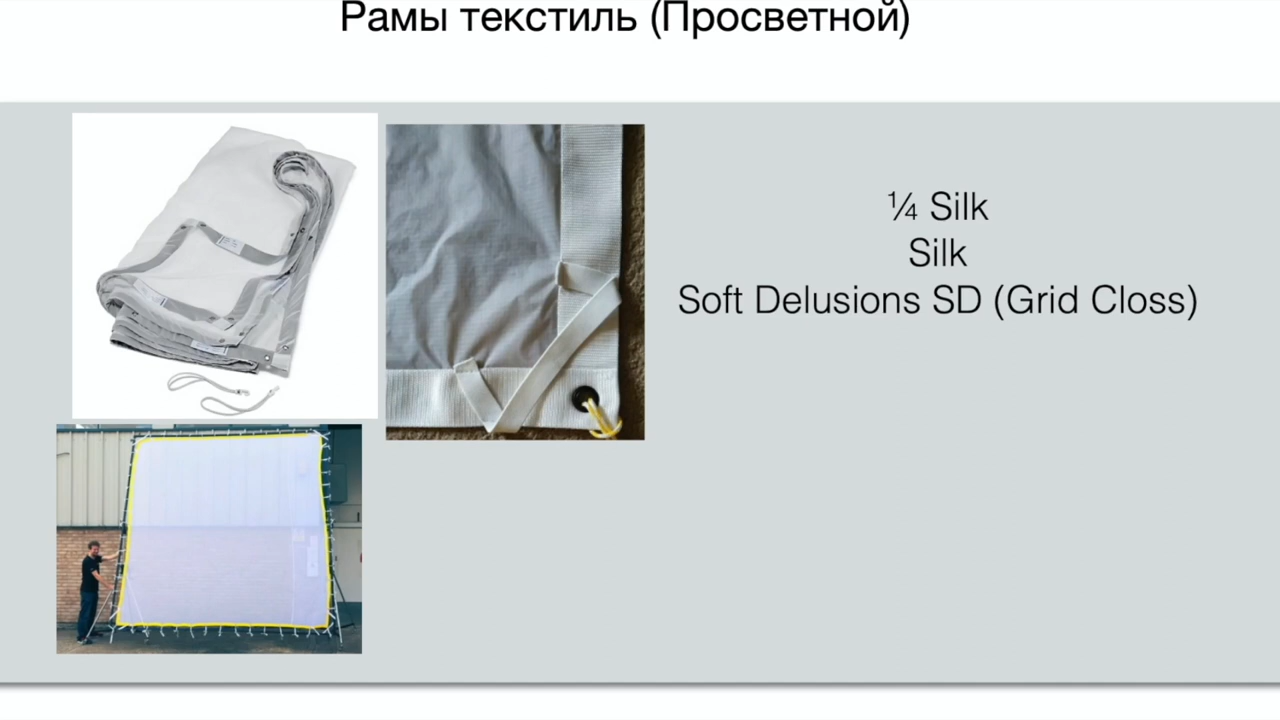 Рамы текстиль (Просветной)
¼ Silk
Silk
Soft Delusions SD (Grid Closs)